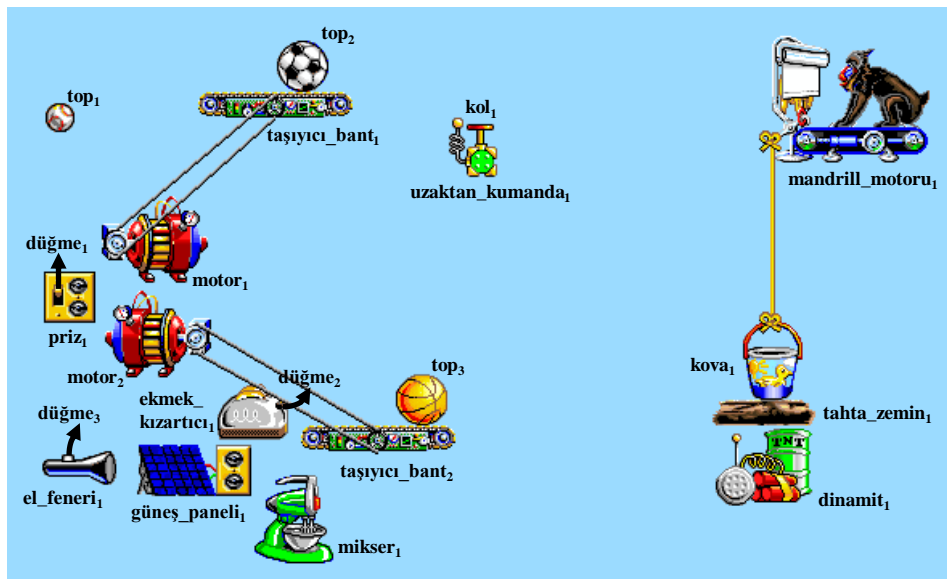 top2
top1
taşıyıcı_bant1
kol1
uzaktan_kumanda1
mandrill_motoru1
düğme1
motor1
priz1
motor2
ekmek_
kızartıcı1
düğme2
top3
kova1
tahta_zemin1
TNT
düğme3
taşıyıcı_bant2
el_feneri1
güneş_paneli1
dinamit1
mikser1